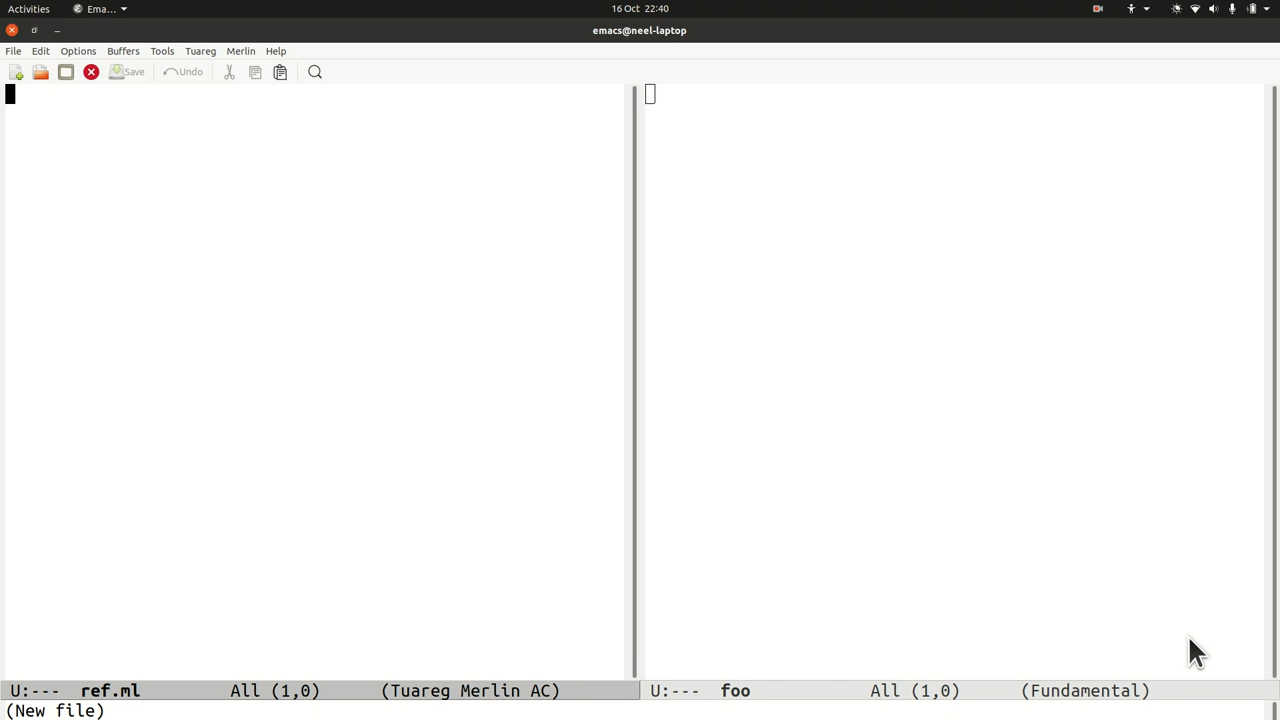 Activities Ema… 16 Oct 22:40
emacs@neel-laptop
File Edit Options Buffers Tools Tuareg Merlin Help
Save Undo
U:--- ref.ml All (1,0) (Tuareg Merlin AC)
U:--- foo All (1,0) (Fundamental)
(New file)